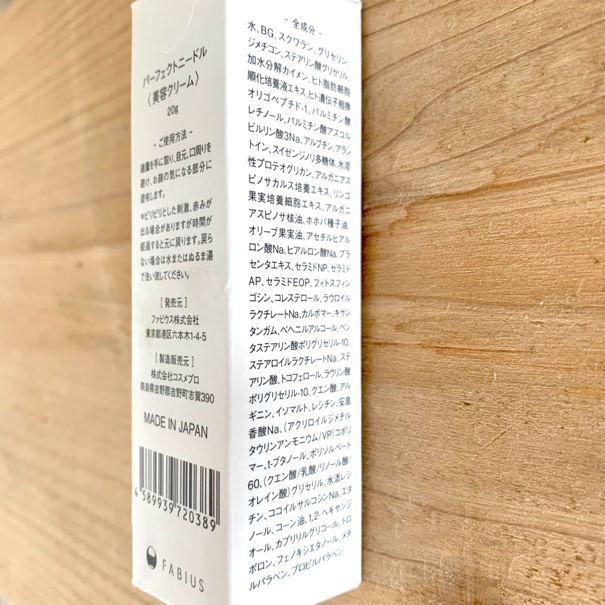 パーフェクトニードル
〈美容クリーム〉
20g
- ご使用方法 -
適量を手に取り、目元、口周りを
避け、お顔の気になる部分に
塗布します。
※ピリピリとした刺激、赤みが
出る場合がありますが時間が
経過すると元に戻ります。戻ら
ない場合は水またはぬるま湯
で洗い流してください。
[ 発売元 ]
ファビウス株式会社
東京都港区六本木1-4-5
[ 製造販売元 ]
株式会社コスメプロ
奈良県吉野郡吉野町志賀390
MADE IN JAPAN
4 589939 720389
FABIUS
- 全成分 -
水、BG、スクワラン、グリセリン、
ジメチコン、ステアリン酸グリセリル、
加水分解カイメン、ヒト脂肪細胞
順化培養液エキス、ヒト遺伝子組換
オリゴペプチド-1、パルミチン酸
レチノール、パルミチン酸アスコル
ビルリン酸3Na、アルブチン、アラン
トイン、スイゼンジノリ多糖体、水溶
性プロテオグリカン、アルガニアス
ピノサカルス培養エキス、リンゴ
果実培養細胞エキス、アルガニ
アスピノサ核油、ホホバ種子油、
オリーブ果実油、アセチルヒアル
ロン酸Na、ヒアルロン酸Na、プラ
センタエキス、セラミドNP、セラミド
AP、セラミドEOP、フィトスフィン
ゴシン、コレステロール、ラウロイル
ラクチレートNa、カルボマー、キサン
タンガム、ベヘニルアルコール、ペン
タステアリン酸ポリグリセリル-10、
ステアロイルラクチレートNa、ステ
アリン酸、トコフェロール、ラウリン酸
ポリグリセリル-10、クエン酸、アル
ギニン、イソマルト、レシチン、安息
香酸Na、(アクリロイルジメチル
タウリンアンモニウム/VP)コポリ
マー、t-ブタノール、ポリソルベート
60、(クエン酸/乳酸/リノール酸/
オレイン酸)グリセリル、水添レシ
チン、ココイルサルコシンNa、エタ
ノール、コーン油、1,2-ヘキサンジ
オール、カプリリルグリコール、トロ
ポロン、フェノキシエタノール、メチ
ルパラベン、プロピルパラベン